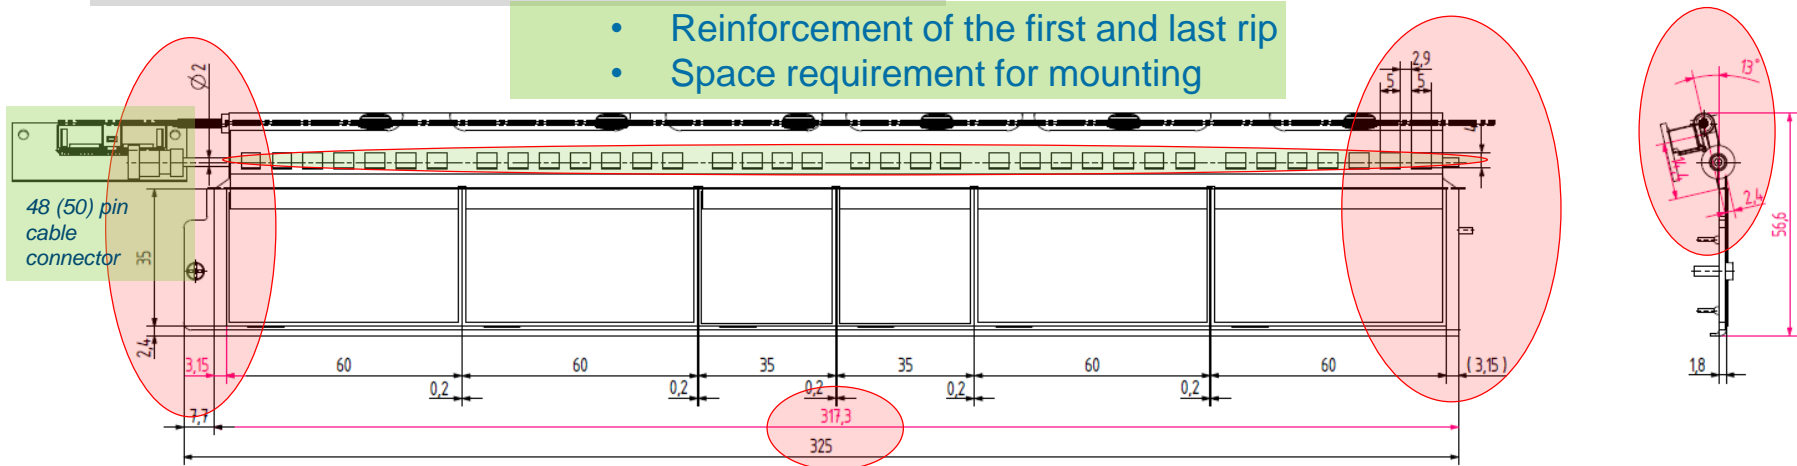 • Reinforcement of the first and last rip
• Space requirement for mounting
Ø2
2,9
5 5
4
13°
48 (50) pin
cable
connector
35
2,4
2,4
56,6
3,15 60 60 35 35 60 60 (3,15)
0,2 0,2 0,2 0,2 0,2
1,8
7,7
317,3
325